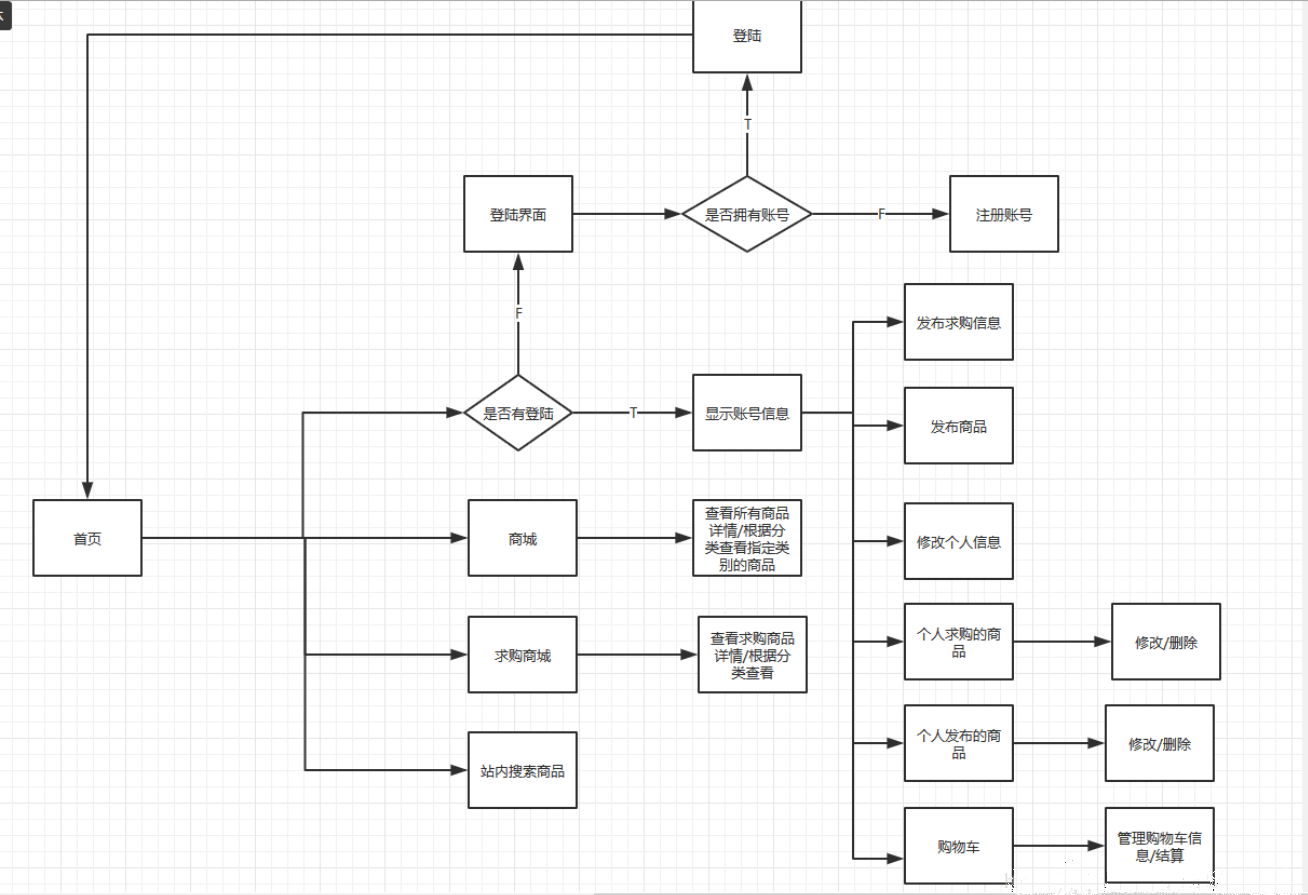 登陆
T
登陆界面
是否拥有账号
F
注册账号
F
发布求购信息
是否有登陆
T
显示账号信息
发布商品
首页
商城
查看所有商品
详情/根据分
类查看指定类
别的商品
修改个人信息
求购商城
查看求购商品
详情/根据分
类查看
个人求购的商
品
修改/删除
站内搜索商品
个人发布的商
品
修改/删除
购物车
管理购物车信
息/结算